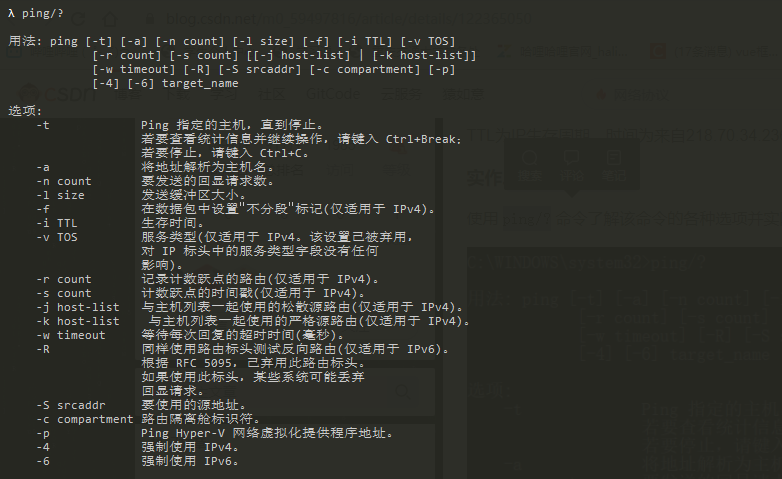 λ ping/?
用法: ping [-t] [-a] [-n count] [-l size] [-f] [-i TTL] [-v TOS]
[-r count] [-s count] [[-j host-list] | [-k host-list]]
[-w timeout] [-R] [-S srcaddr] [-c compartment] [-p]
[-4] [-6] target_name
选项:
-t Ping 指定的主机，直到停止。
若要查看统计信息并继续操作，请键入 Ctrl+Break;
若要停止，请键入 Ctrl+C。
-a 将地址解析为主机名。
-n count 要发送的回显请求数。
-l size 发送缓冲区大小。
-f 在数据包中设置"不分段"标记(仅适用于 IPv4)。
-i TTL 生存时间。
-v TOS 服务类型(仅适用于 IPv4。该设置已被弃用，
对 IP 标头中的服务类型字段没有任何
影响)。
-r count 记录计数跃点的路由(仅适用于 IPv4)。
-s count 计数跃点的时间戳(仅适用于 IPv4)。
-j host-list 与主机列表一起使用的松散源路由(仅适用于 IPv4)。
-k host-list 与主机列表一起使用的严格源路由(仅适用于 IPv4)。
-w timeout 等待每次回复的超时时间(毫秒)。
-R 同样使用路由标头测试反向路由(仅适用于 IPv6)。
根据 RFC 5095，已弃用此路由标头。
如果使用此标头，某些系统可能丢弃
回显请求。
-S srcaddr 要使用的源地址。
-c compartment 路由隔离舱标识符。
-p Ping Hyper-V 网络虚拟化提供程序地址。
-4 强制使用 IPv4。
-6 强制使用 IPv6。